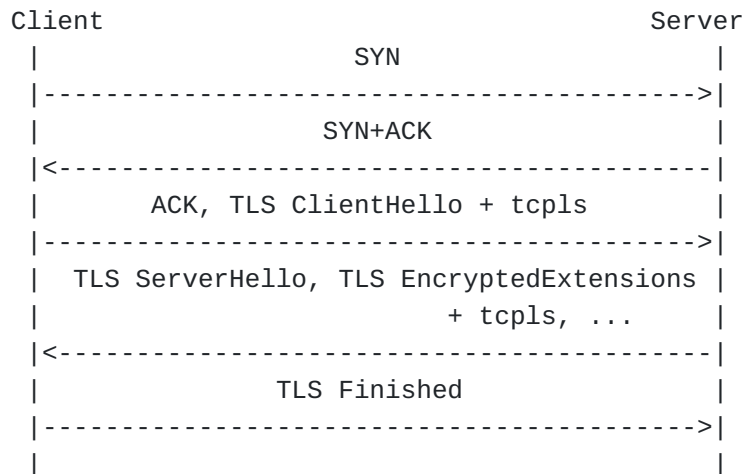 Client Server
| SYN |
|------------------------------------------>|
| SYN+ACK |
|<------------------------------------------|
| ACK, TLS ClientHello + tcpls |
|------------------------------------------>|
| TLS ServerHello, TLS EncryptedExtensions |
| + tcpls, ... |
|<------------------------------------------|
| TLS Finished |
|------------------------------------------>|
| |